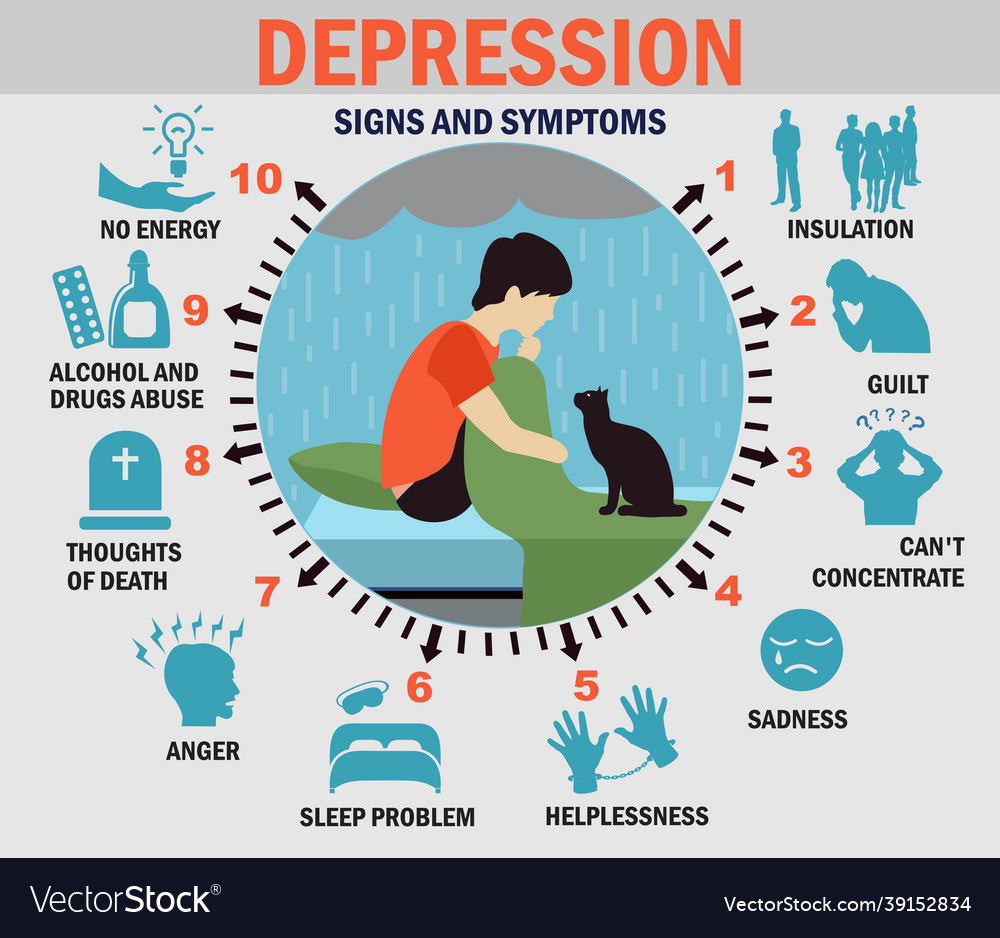 DEPRESSION
SIGNS AND SYMPTOMS
1
INSULATION
2
GUILT
3
CAN'T
CONCENTRATE
4
SADNESS
5
HELPLESSNESS
6
SLEEP PROBLEM
7
ANGER
8
THOUGHTS
OF DEATH
9
ALCOHOL AND
DRUGS ABUSE
10
NO ENERGY
? ? ? ? ?
VectorStock®
VectorStock.com/39152834